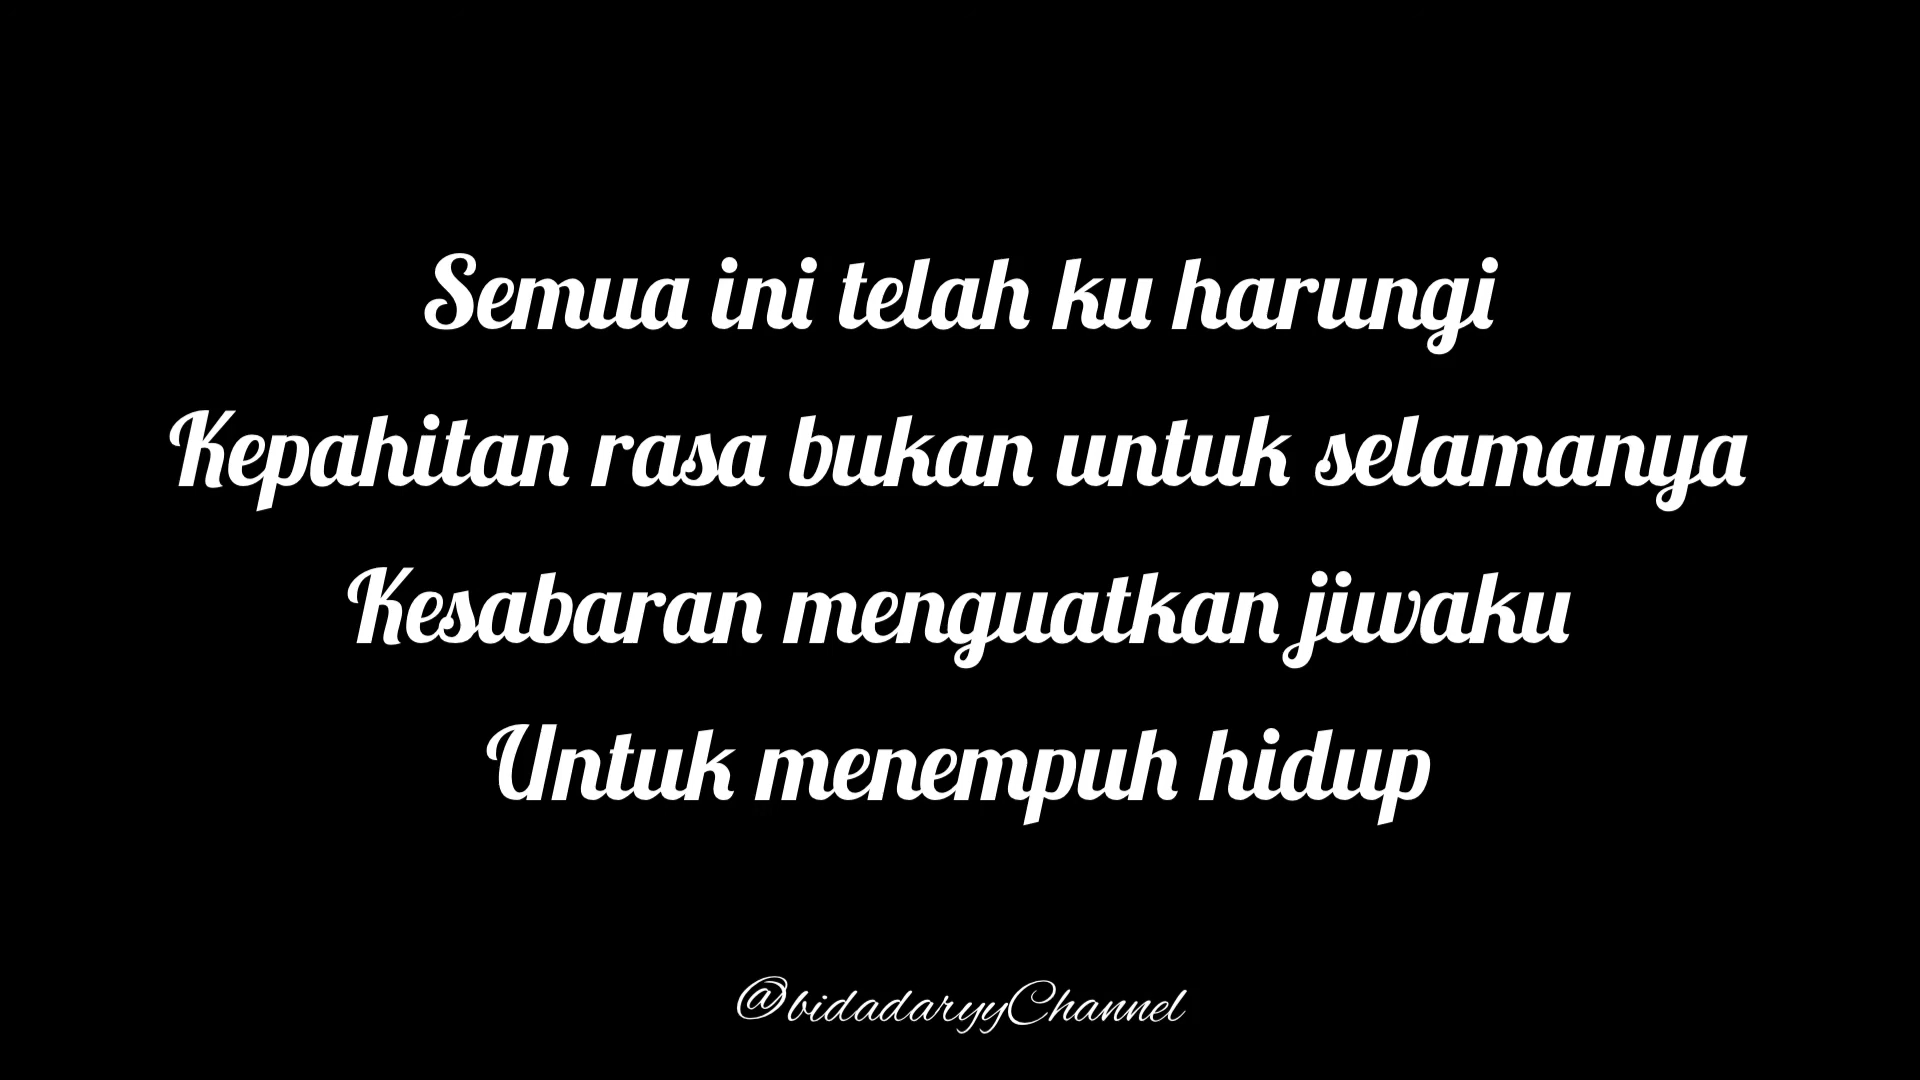 Semua ini telah ku harungi
Kepahitan rasa bukan untuk selamanya
Kesabaran menguatkan jiwaku
Untuk menempuh hidup
@bidadaryyChannel